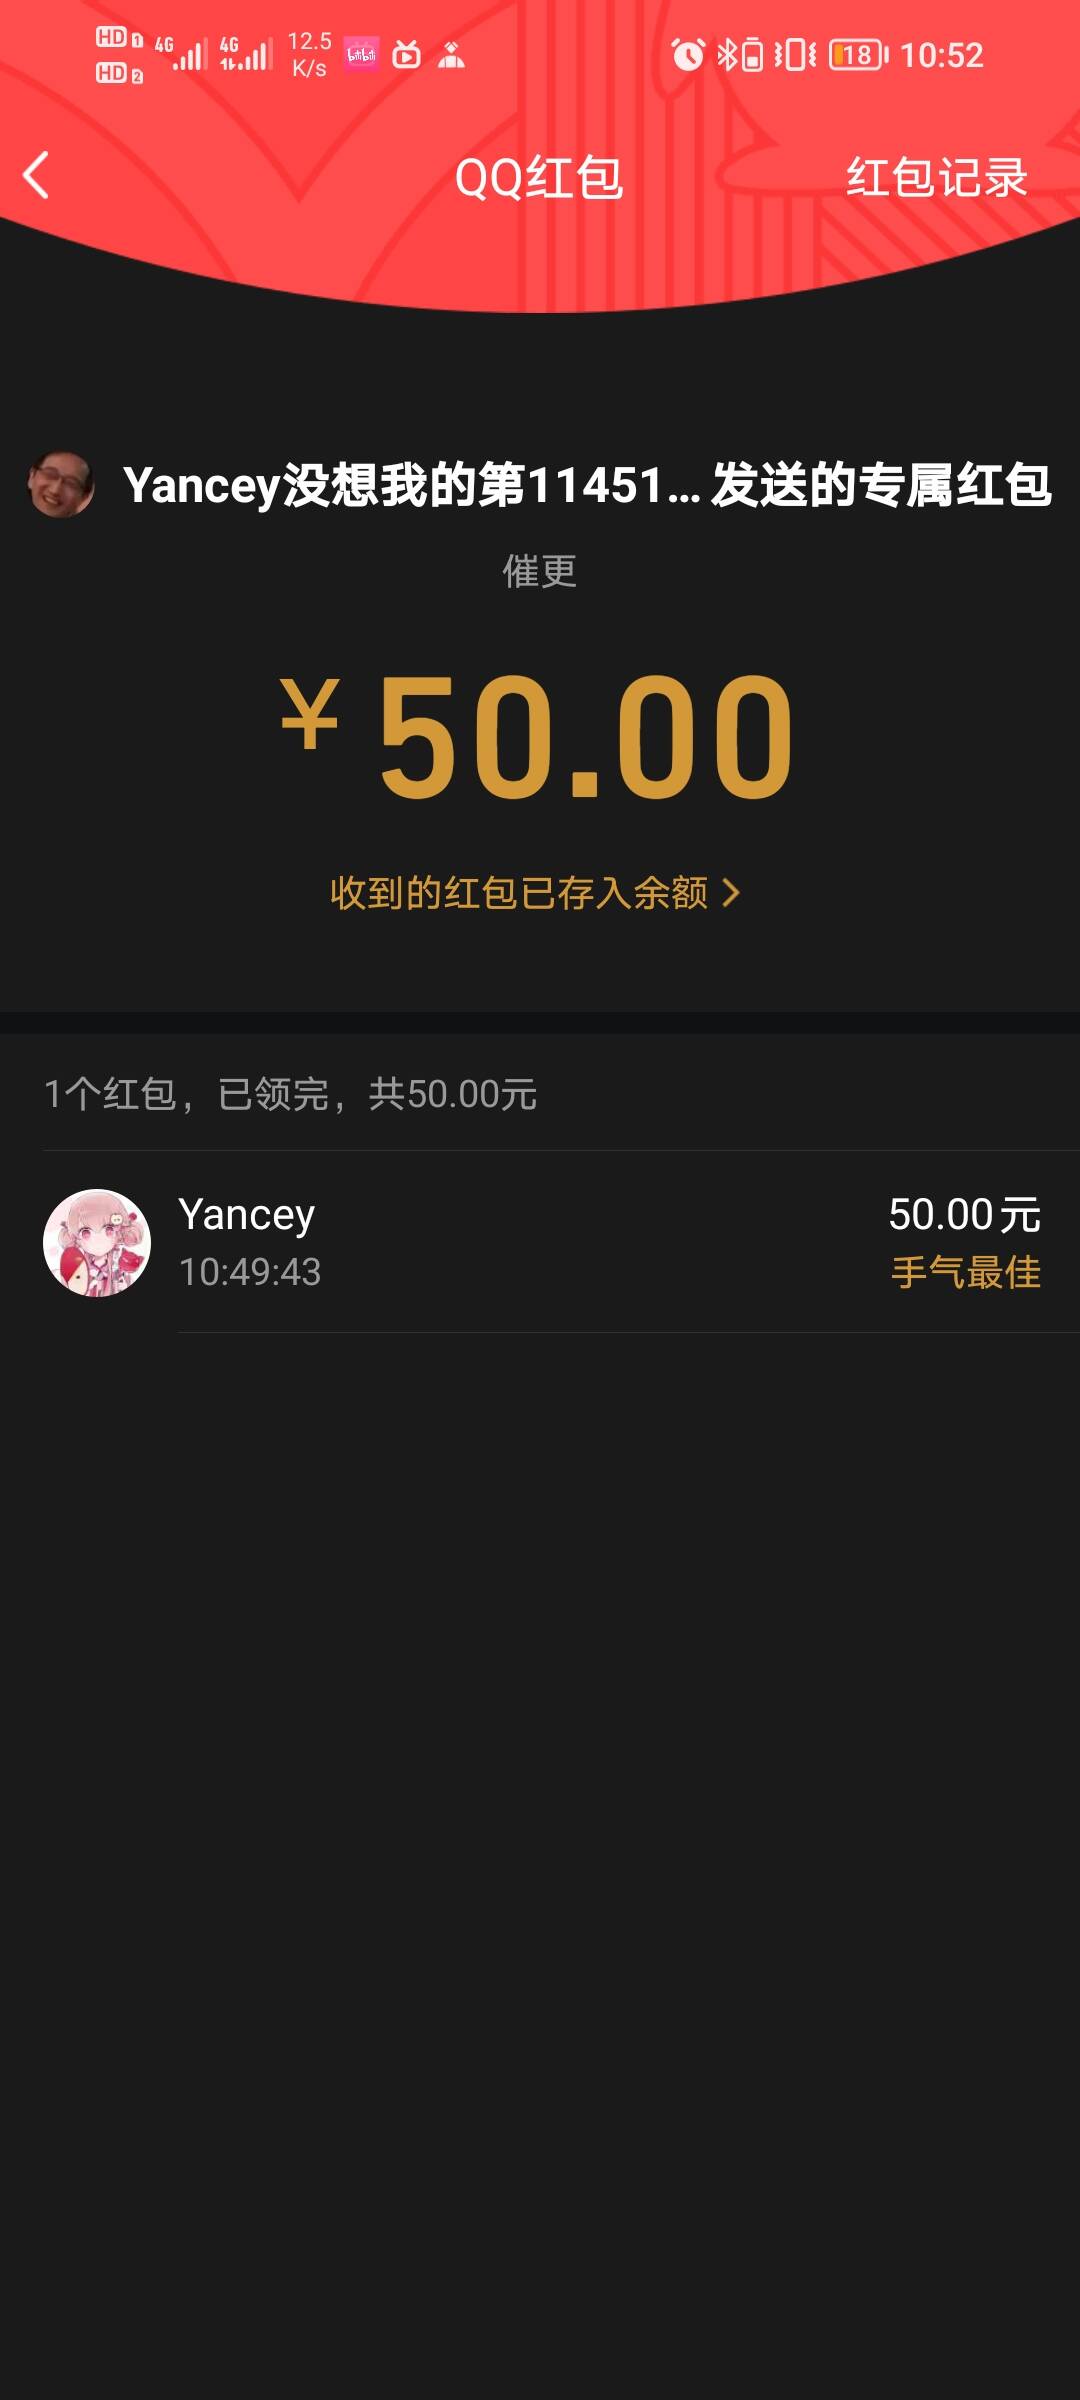 HD 1 4G 4G 12.5 K/s bilibili 18 10:52
HD 2
QQ红包 红包记录
Yancey没想我的第11451... 发送的专属红包
催更
¥50.00
收到的红包已存入余额
1个红包，已领完，共50.00元
Yancey 50.00元
10:49:43 手气最佳